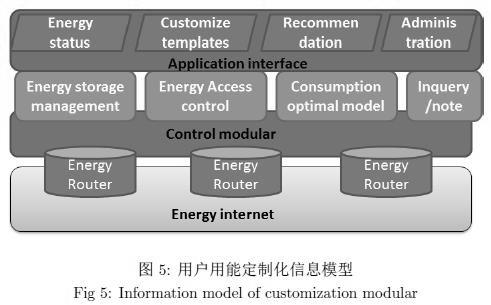 Energy status
Customize templates
Recommen dation
Adminis tration
Application interface
Energy storage management
Energy Access control
Consumption optimal model
Inquery /note
Control modular
Energy Router
Energy Router
Energy Router
Energy internet
图 5: 用户用能定制化信息模型
Fig 5: Information model of customization modular